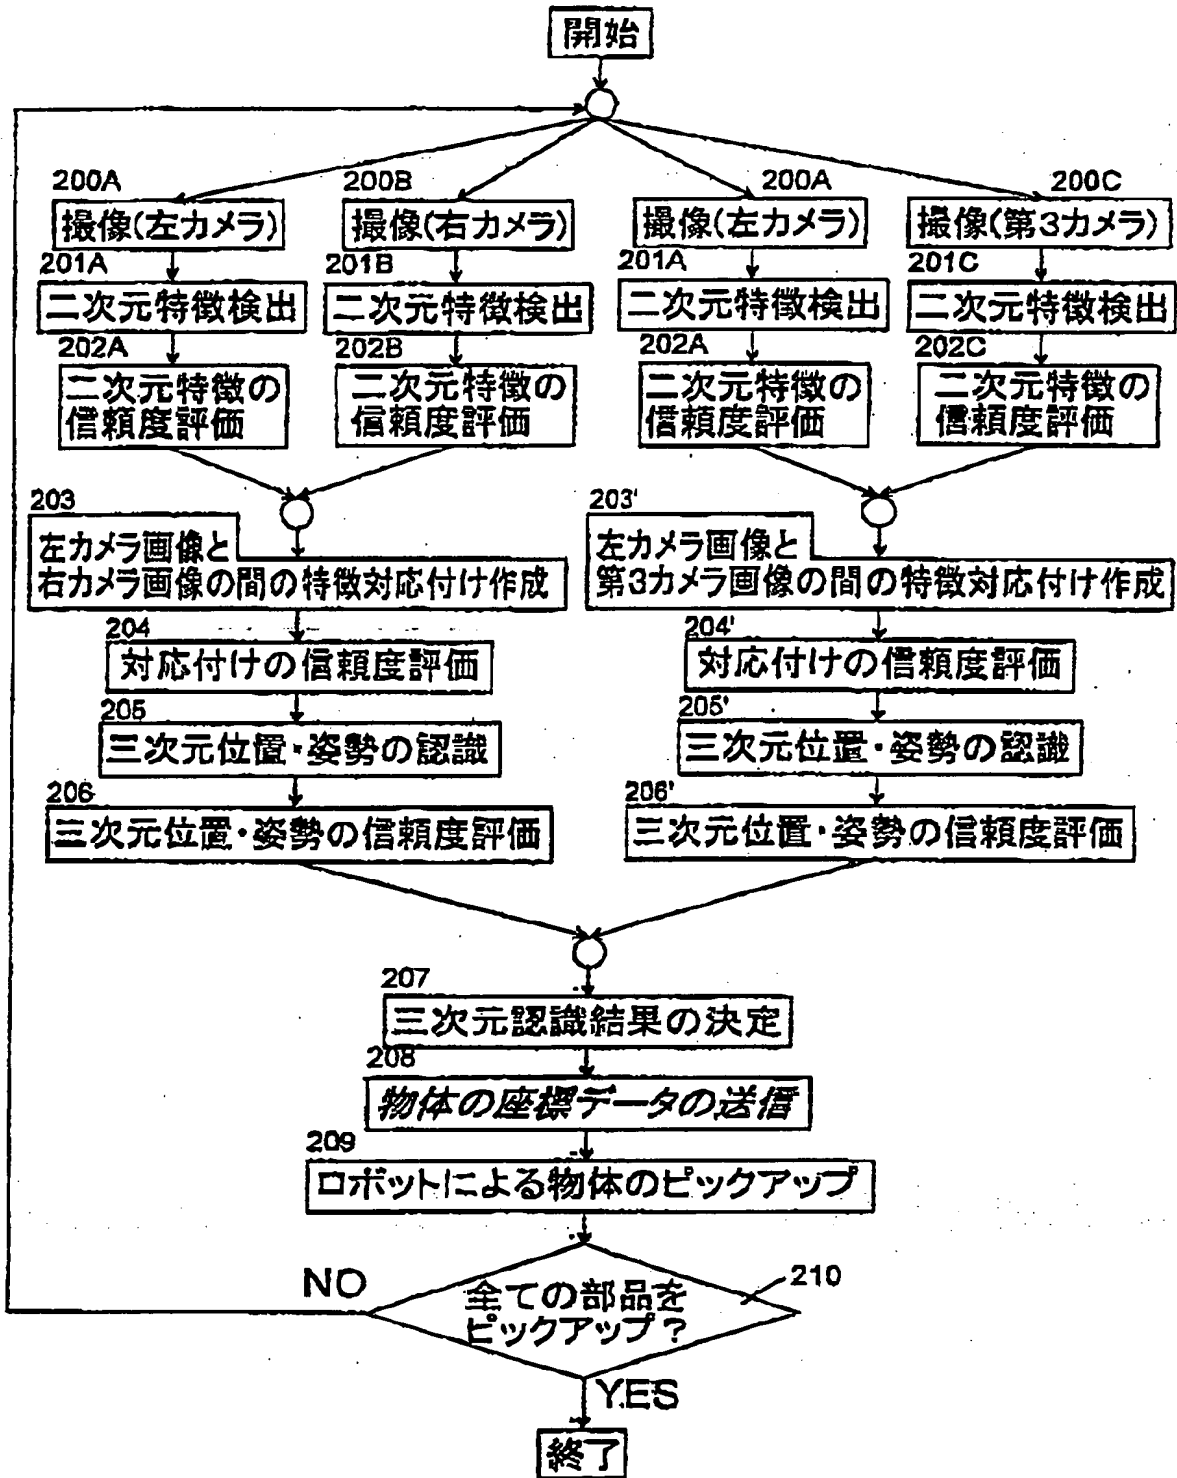 開始
200A
200B
200A
200C
撮像(左カメラ)
撮像(右カメラ)
撮像(左カメラ)
撮像(第3カメラ)
201A
201B
201A
201C
二次元特徴検出
二次元特徴検出
二次元特徴検出
二次元特徴検出
202A
202B
202A
202C
二次元特徴の
信頼度評価
二次元特徴の
信頼度評価
二次元特徴の
信頼度評価
二次元特徴の
信頼度評価
203
左カメラ画像と
右カメラ画像の間の特徴対応付け作成
203'
左カメラ画像と
第3カメラ画像の間の特徴対応付け作成
204
対応付けの信頼度評価
204'
対応付けの信頼度評価
205
三次元位置・姿勢の認識
205'
三次元位置・姿勢の認識
206
三次元位置・姿勢の信頼度評価
206'
三次元位置・姿勢の信頼度評価
207
三次元認識結果の決定
208
物体の座標データの送信
209
ロボットによる物体のピックアップ
NO
全ての部品を
ピックアップ？
210
YES
終了